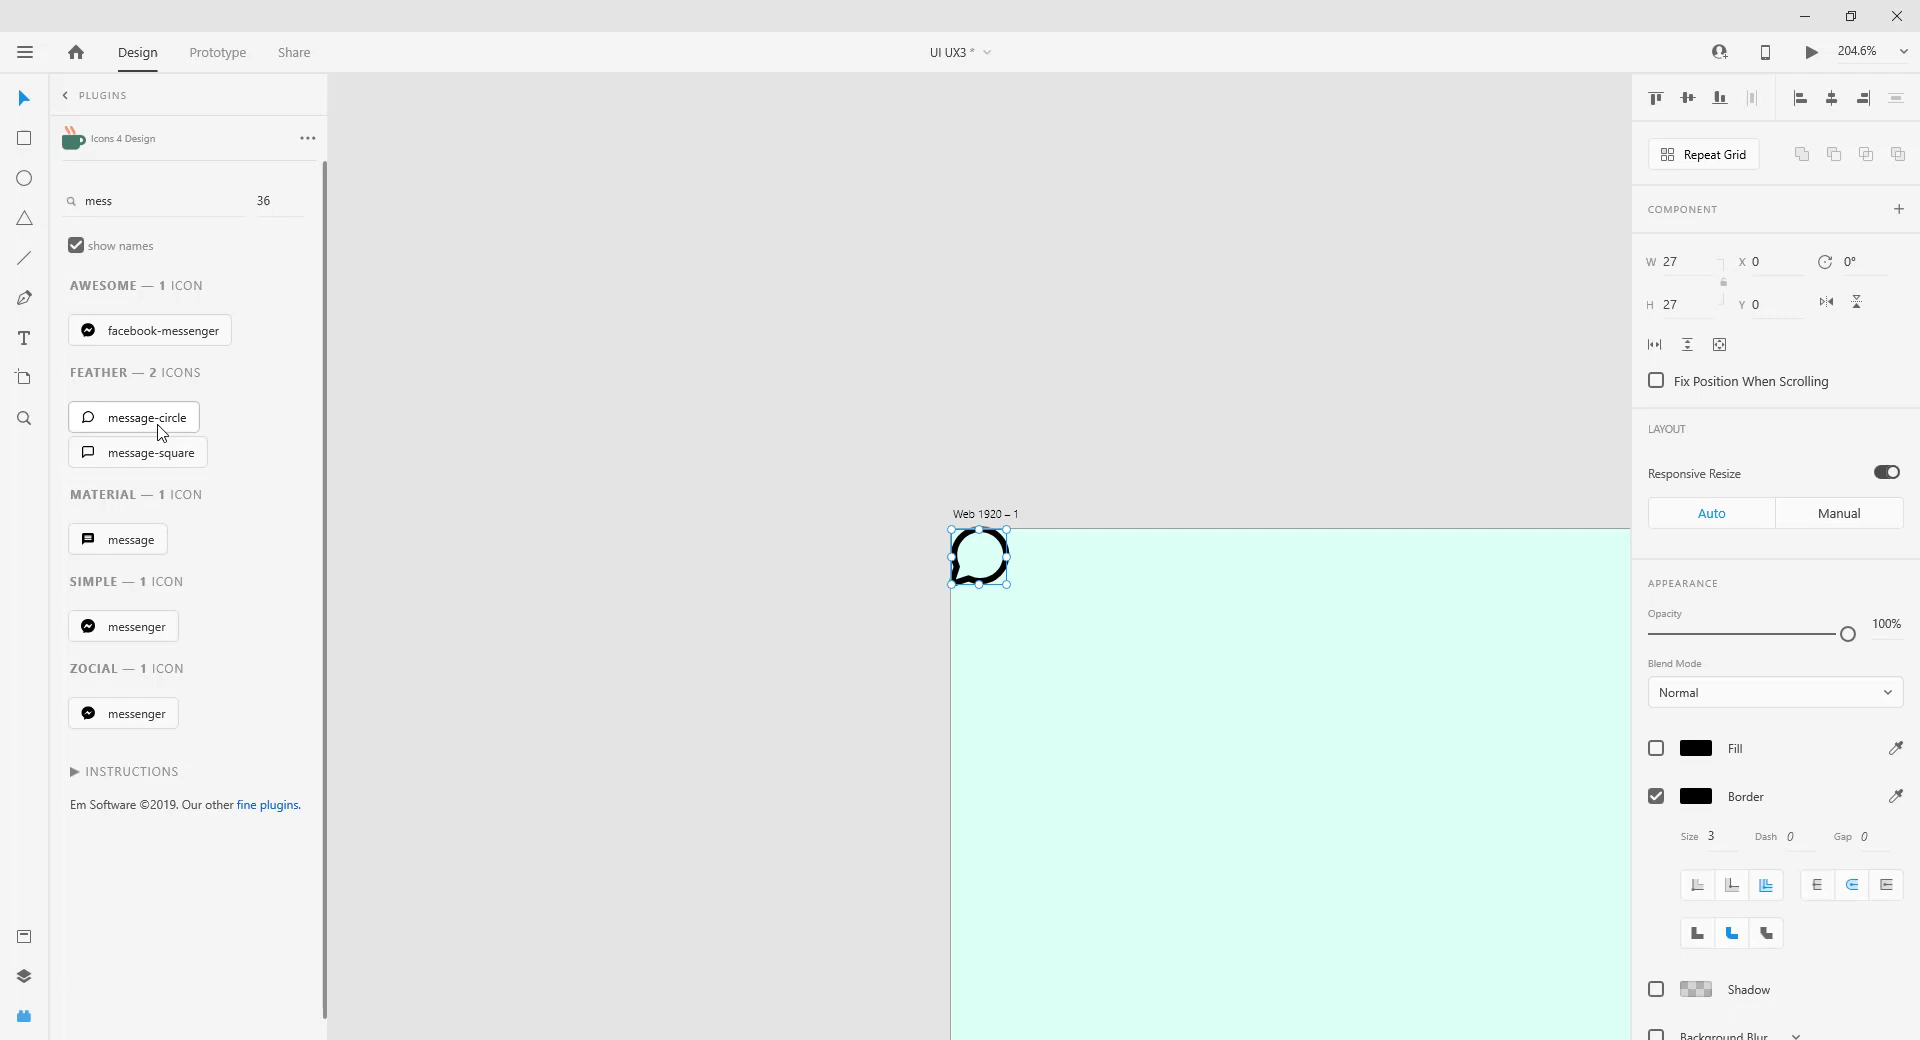 Design Prototype Share UI UX3 * 204.6%
PLUGINS
Icons 4 Design
mess 36
show names
AWESOME — 1 ICON
facebook-messenger
FEATHER — 2 ICONS
message-circle
message-square
MATERIAL — 1 ICON
message
SIMPLE — 1 ICON
messenger
ZOCIAL — 1 ICON
messenger
INSTRUCTIONS
Em Software ©2019. Our other fine plugins.
Web 1920 – 1
Repeat Grid
COMPONENT
W 27 X 0 0°
H 27 Y 0
Fix Position When Scrolling
LAYOUT
Responsive Resize
Auto Manual
APPEARANCE
Opacity
100%
Blend Mode
Normal
Fill
Border
Size 3 Dash 0 Gap 0
Shadow
Background Blur